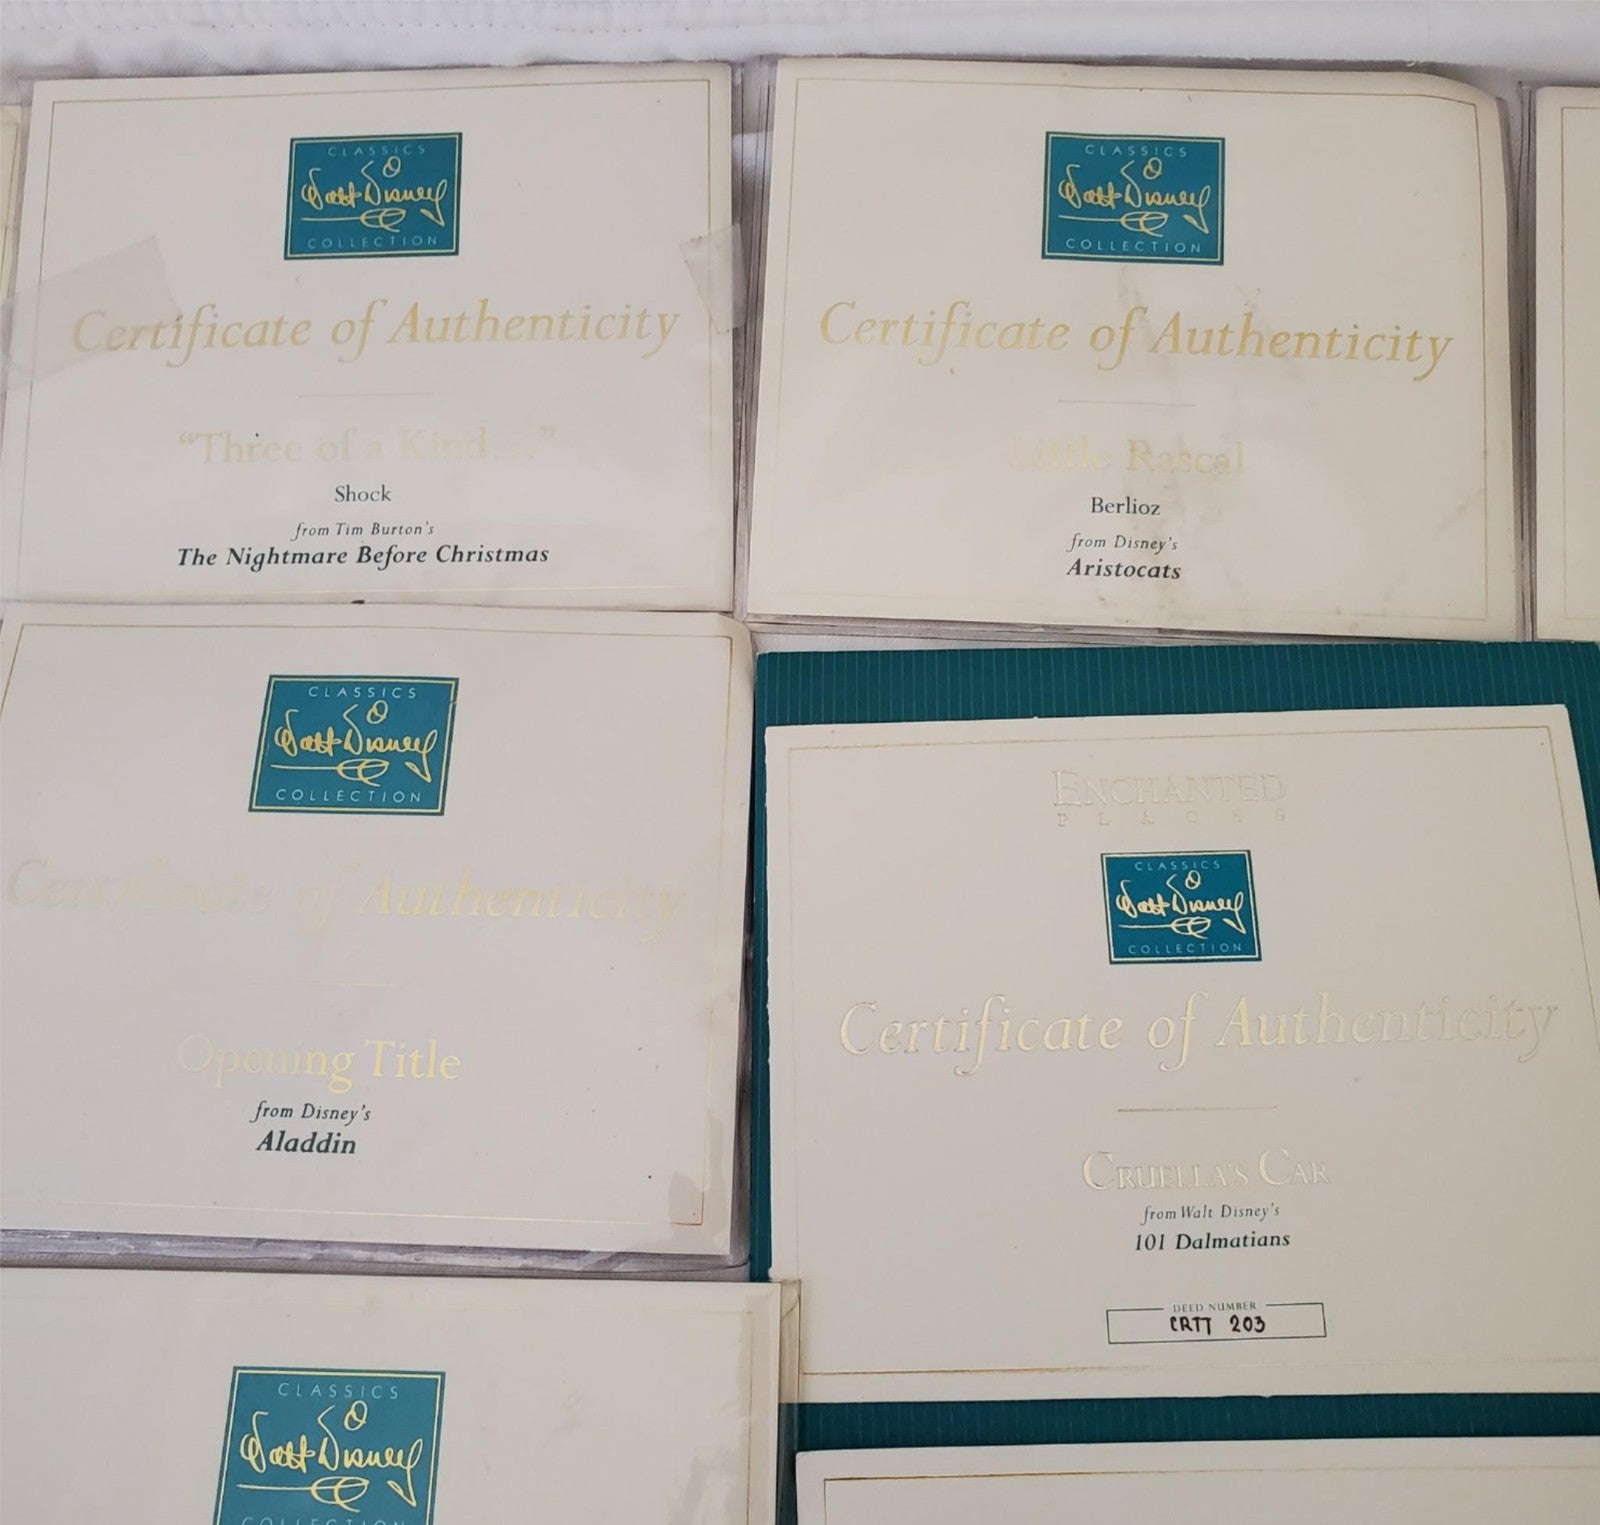 CLASSICS
Walt Disney
COLLECTION
Certificate of Authenticity
"Three of a Kind...."
Shock
from Tim Burton's
The Nightmare Before Christmas
CLASSICS
Walt Disney
COLLECTION
Certificate of Authenticity
Little Rascal
Berlioz
from Disney's
Aristocats
CLASSICS
Walt Disney
COLLECTION
Certificate of Authenticity
Opening Title
from Disney's
Aladdin
ENCHANTED
PLACES
CLASSICS
Walt Disney
COLLECTION
Certificate of Authenticity
CRUELLA'S CAR
from Walt Disney's
101 Dalmatians
DEED NUMBER
CRTT 203
CLASSICS
Walt Disney
COLLECTION